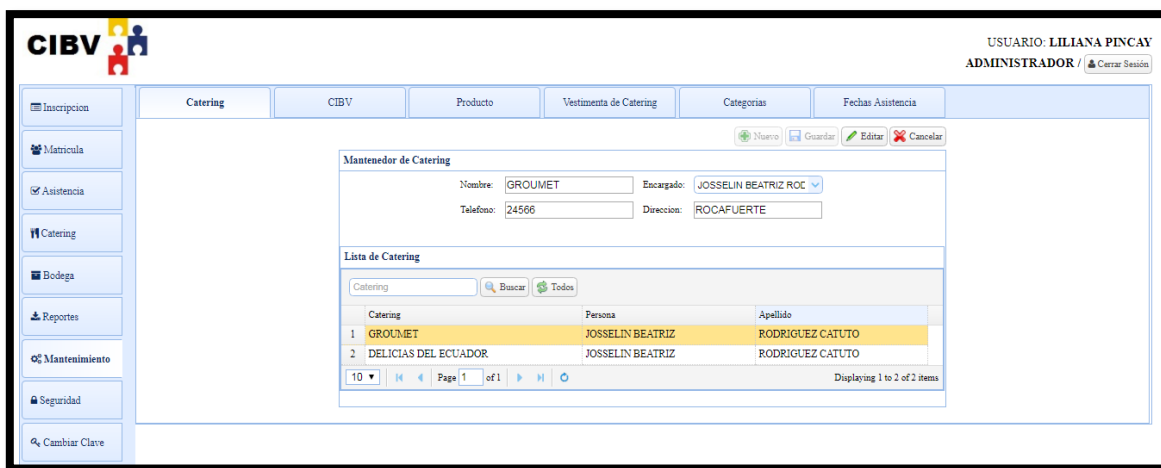 CIBV
USUARIO: LILIANA PINCAY
ADMINISTRADOR / Cerrar Sesión
Inscripcion
Matricula
Asistencia
Catering
Bodega
Reportes
Mantenimiento
Seguridad
Cambiar Clave
Catering CIBV Producto Vestimenta de Catering Categorias Fechas Asistencia
Nuevo Guardar Editar Cancelar
Mantenedor de Catering
Nombre: GROUMET Encargado: JOSSELIN BEATRIZ ROD
Telefono: 24566 Direccion: ROCAFUERTE
Lista de Catering
Catering Buscar Todos
Catering Persona Apellido
1 GROUMET JOSSELIN BEATRIZ RODRIGUEZ CATUTO
2 DELICIAS DEL ECUADOR JOSSELIN BEATRIZ RODRIGUEZ CATUTO
10 Page 1 of 1 Displaying 1 to 2 of 2 items